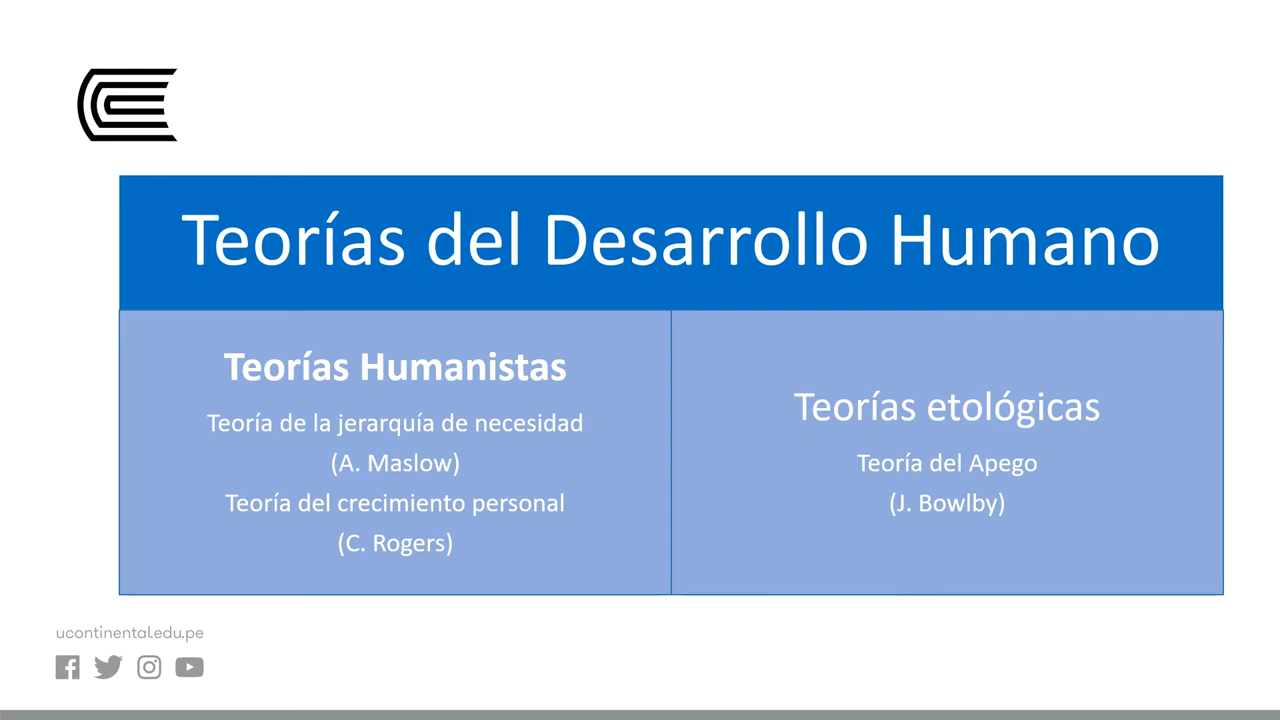 Teorías del Desarrollo Humano
Teorías Humanistas
Teoría de la jerarquía de necesidad
(A. Maslow)
Teoría del crecimiento personal
(C. Rogers)
Teorías etológicas
Teoría del Apego
(J. Bowlby)
ucontinental.edu.pe